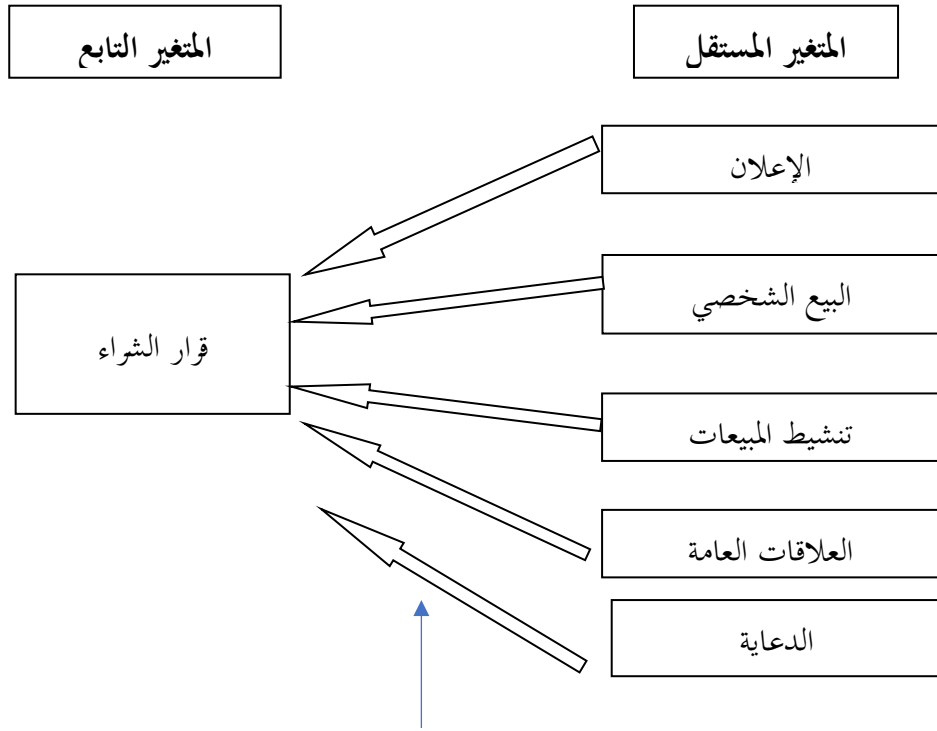 المتغير المستقل
المتغير التابع
الإعلان
البيع الشخصي
قرار الشراء
تنشيط المبيعات
العلاقات العامة
الدعاية